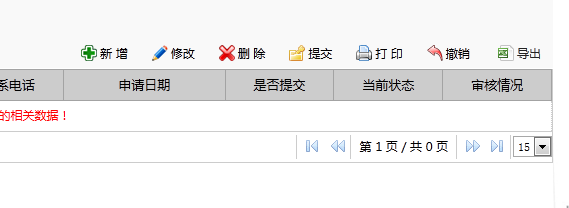 新 增 修改 删 除 提交 打 印 撤销 导出
系电话 申请日期 是否提交 当前状态 审核情况
的相关数据！
第 1 页 / 共 0 页 15